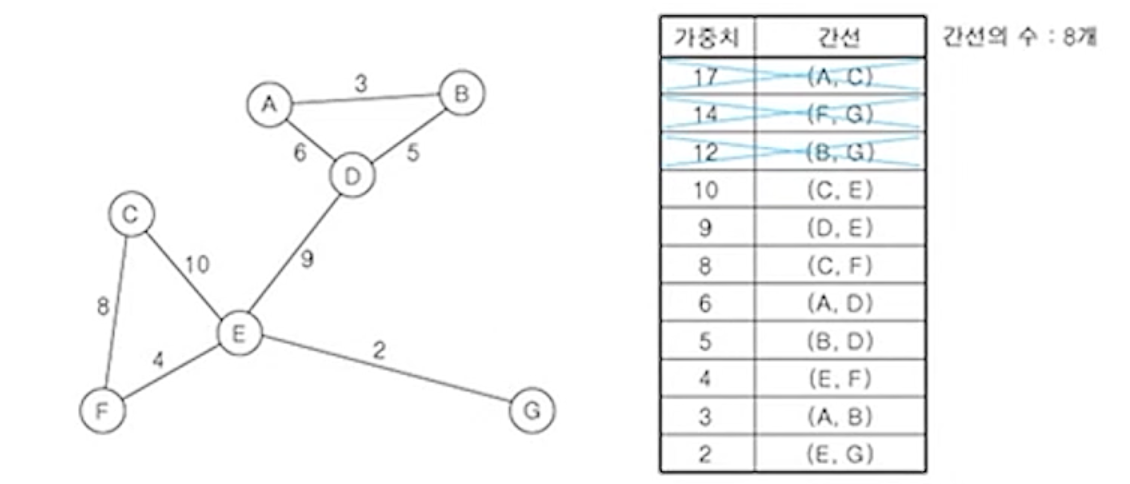 가중치 간선
17 (A, C)
14 (F, G)
12 (B, G)
10 (C, E)
9 (D, E)
8 (C, F)
6 (A, D)
5 (B, D)
4 (E, F)
3 (A, B)
2 (E, G)
간선의 수 : 8개
A
3
B
6
5
D
C
10
9
8
E
4
2
F
G